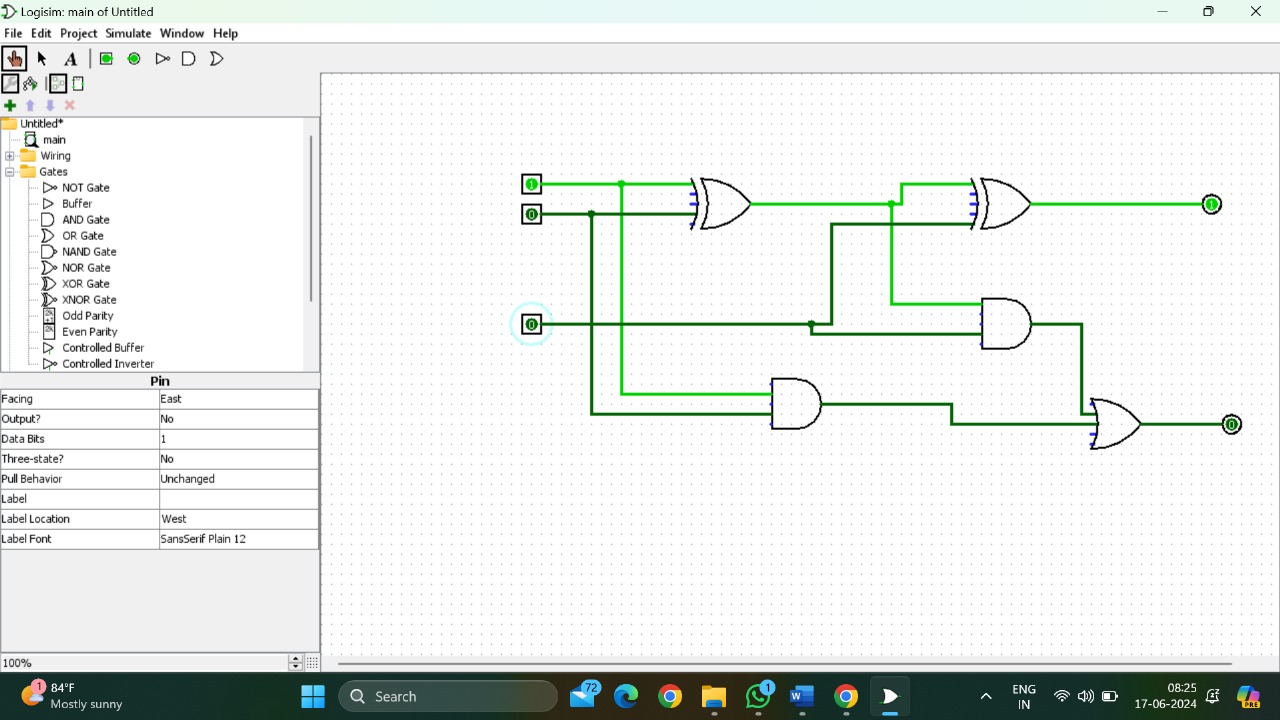 Logisim: main of Untitled
File Edit Project Simulate Window Help
A
Untitled*
main
Wiring
Gates
NOT Gate
Buffer
AND Gate
OR Gate
NAND Gate
NOR Gate
XOR Gate
XNOR Gate
Odd Parity
Even Parity
Controlled Buffer
Controlled Inverter
Pin
Facing East
Output? No
Data Bits 1
Three-state? No
Pull Behavior Unchanged
Label
Label Location West
Label Font SansSerif Plain 12
100%
1
1
0
0
0
1
84°F
Mostly sunny
Search
72
1
W
ENG
IN
08:25
17-06-2024
PRE